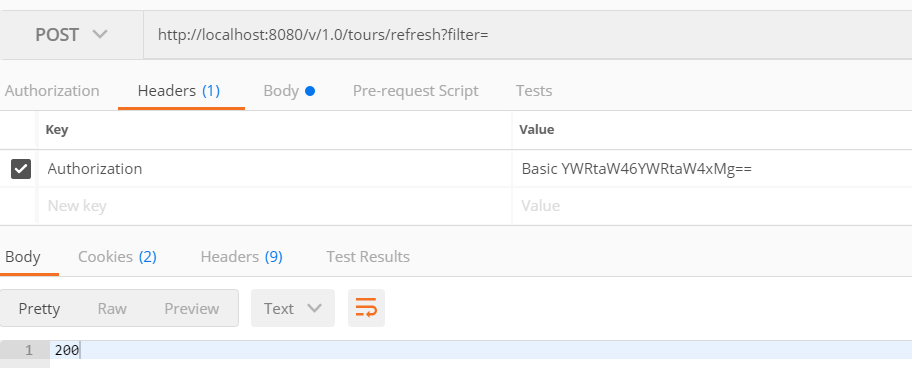 POST http://localhost:8080/v/1.0/tours/refresh?filter=
Authorization Headers (1) Body Pre-request Script Tests
Key Value
Authorization Basic YWRtaW46YWRtaW4xMg==
New key Value
Body Cookies (2) Headers (9) Test Results
Pretty Raw Preview Text
1 200